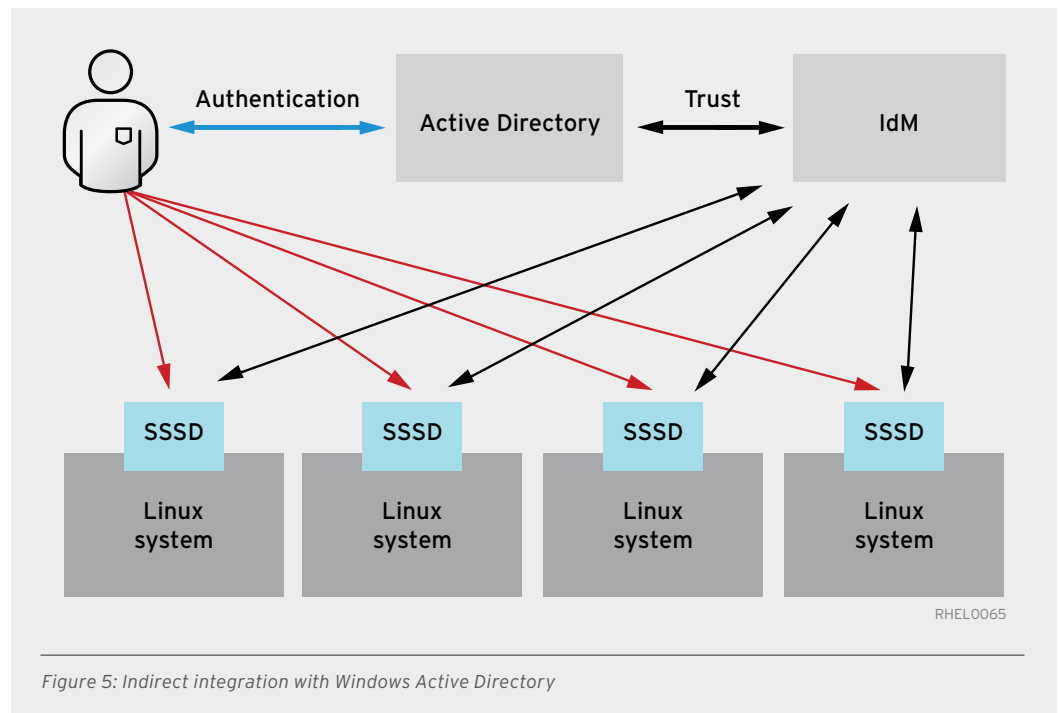 Authentication
Active Directory
Trust
IdM
SSSD
SSSD
SSSD
SSSD
Linux
system
Linux
system
Linux
system
Linux
system
RHEL0065
Figure 5: Indirect integration with Windows Active Directory